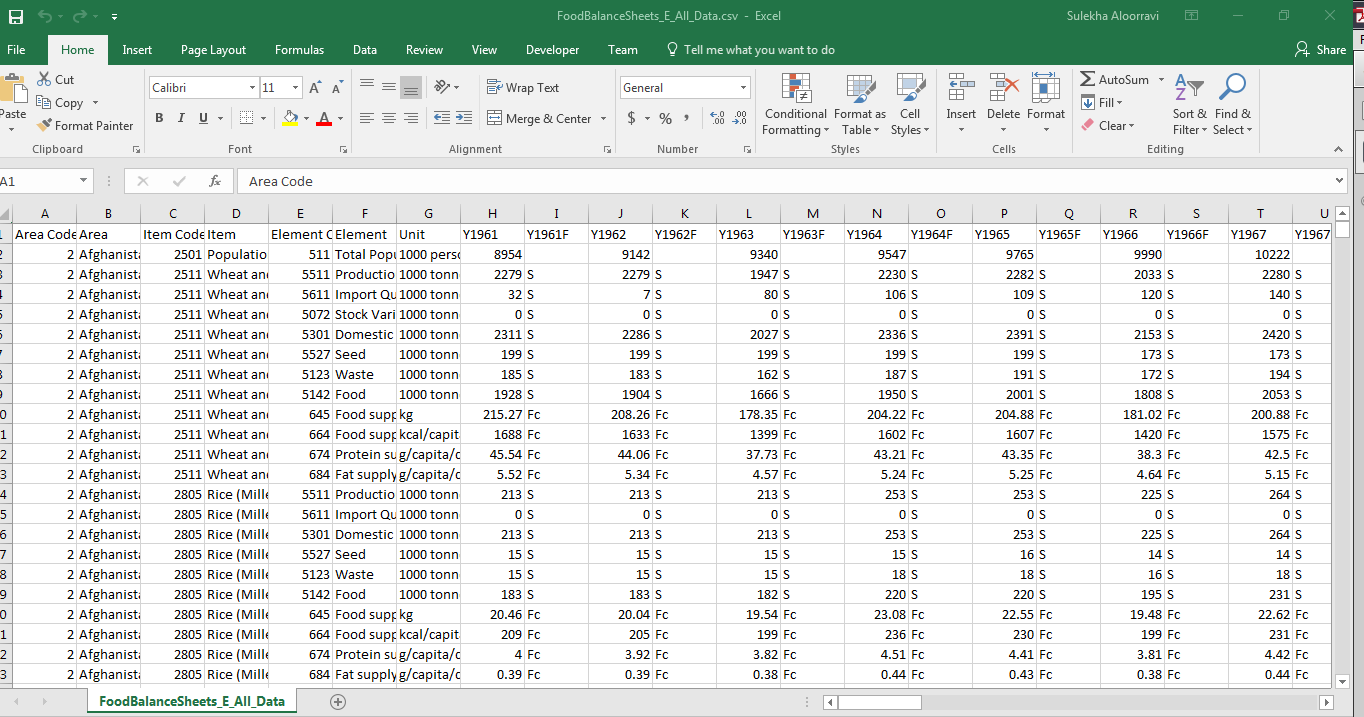 FoodBalanceSheets_E_All_Data.csv - Excel Sulekha Aloorravi
File Home Insert Page Layout Formulas Data Review View Developer Team Tell me what you want to do Share
Cut Calibri 11 A A Wrap Text General AutoSum
Copy Fill
Paste Format Painter B I U A Merge & Center $ % , .00 .00 Clear
Conditional Formatting Format as Table Cell Styles Insert Delete Format Sort & Filter Find & Select
Clipboard Font Alignment Number Styles Cells Editing
A1 fx Area Code
A B C D E F G H I J K L M N O P Q R S T U
Area Code Area Item Code Item Element C Element Unit Y1961 Y1961F Y1962 Y1962F Y1963 Y1963F Y1964 Y1964F Y1965 Y1965F Y1966 Y1966F Y1967 Y1967
2 2 Afghanista 2501 Populatio 511 Total Popu 1000 perso 8954 9142 9340 9547 9765 9990 10222
3 2 Afghanista 2511 Wheat and 5511 Productio 1000 tonn 2279 S 2279 S 1947 S 2230 S 2282 S 2033 S 2280 S
4 2 Afghanista 2511 Wheat and 5611 Import Qu 1000 tonn 32 S 7 S 80 S 106 S 109 S 120 S 140 S
5 2 Afghanista 2511 Wheat and 5072 Stock Vari 1000 tonn 0 S 0 S 0 S 0 S 0 S 0 S 0 S
6 2 Afghanista 2511 Wheat and 5301 Domestic 1000 tonn 2311 S 2286 S 2027 S 2336 S 2391 S 2153 S 2420 S
7 2 Afghanista 2511 Wheat and 5527 Seed 1000 tonn 199 S 199 S 199 S 199 S 199 S 173 S 173 S
8 2 Afghanista 2511 Wheat and 5123 Waste 1000 tonn 185 S 183 S 162 S 187 S 191 S 172 S 194 S
9 2 Afghanista 2511 Wheat and 5142 Food 1000 tonn 1928 S 1904 S 1666 S 1950 S 2001 S 1808 S 2053 S
0 2 Afghanista 2511 Wheat and 645 Food supp kg 215.27 Fc 208.26 Fc 178.35 Fc 204.22 Fc 204.88 Fc 181.02 Fc 200.88 Fc
1 2 Afghanista 2511 Wheat and 664 Food supp kcal/capit 1688 Fc 1633 Fc 1399 Fc 1602 Fc 1607 Fc 1420 Fc 1575 Fc
2 2 Afghanista 2511 Wheat and 674 Protein su g/capita/d 45.54 Fc 44.06 Fc 37.73 Fc 43.21 Fc 43.35 Fc 38.3 Fc 42.5 Fc
3 2 Afghanista 2511 Wheat and 684 Fat supply g/capita/d 5.52 Fc 5.34 Fc 4.57 Fc 5.24 Fc 5.25 Fc 4.64 Fc 5.15 Fc
4 2 Afghanista 2805 Rice (Mille 5511 Productio 1000 tonn 213 S 213 S 213 S 253 S 253 S 225 S 264 S
5 2 Afghanista 2805 Rice (Mille 5611 Import Qu 1000 tonn 0 S 0 S 0 S 0 S 0 S 0 S 0 S
6 2 Afghanista 2805 Rice (Mille 5301 Domestic 1000 tonn 213 S 213 S 213 S 253 S 253 S 225 S 264 S
7 2 Afghanista 2805 Rice (Mille 5527 Seed 1000 tonn 15 S 15 S 15 S 15 S 16 S 14 S 14 S
8 2 Afghanista 2805 Rice (Mille 5123 Waste 1000 tonn 15 S 15 S 15 S 18 S 18 S 16 S 18 S
9 2 Afghanista 2805 Rice (Mille 5142 Food 1000 tonn 183 S 183 S 182 S 220 S 220 S 195 S 231 S
0 2 Afghanista 2805 Rice (Mille 645 Food supp kg 20.46 Fc 20.04 Fc 19.54 Fc 23.08 Fc 22.55 Fc 19.48 Fc 22.62 Fc
1 2 Afghanista 2805 Rice (Mille 664 Food supp kcal/capit 209 Fc 205 Fc 199 Fc 236 Fc 230 Fc 199 Fc 231 Fc
2 2 Afghanista 2805 Rice (Mille 674 Protein su g/capita/d 4 Fc 3.92 Fc 3.82 Fc 4.51 Fc 4.41 Fc 3.81 Fc 4.42 Fc
3 2 Afghanista 2805 Rice (Mille 684 Fat supply g/capita/d 0.39 Fc 0.39 Fc 0.38 Fc 0.44 Fc 0.43 Fc 0.38 Fc 0.44 Fc
FoodBalanceSheets_E_All_Data